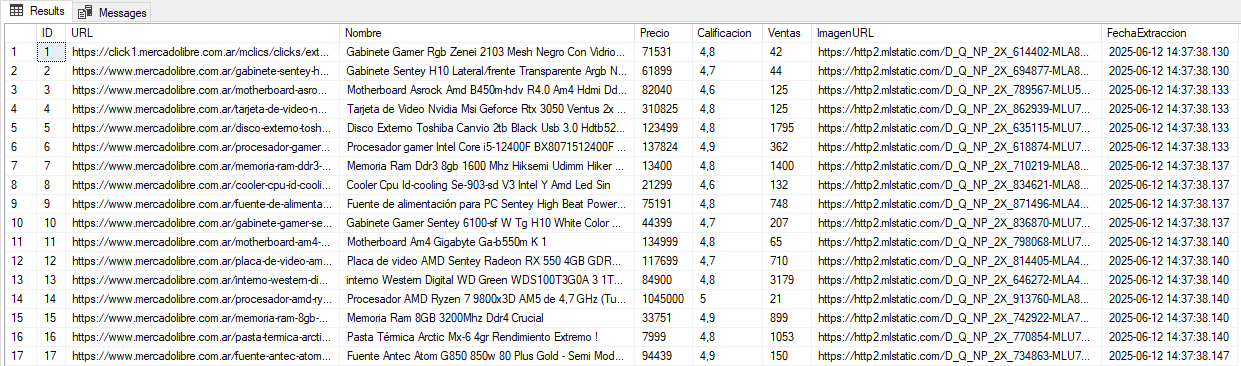 Results Messages
ID URL Nombre Precio Calificacion Ventas ImagenURL FechaExtraccion
1 1 https://click1.mercadolibre.com.ar/mclics/clicks/ext... Gabinete Gamer Rgb Zenei 2103 Mesh Negro Con Vidrio... 71531 4,8 42 https://http2.mlstatic.com/D_Q_NP_2X_614402-MLA8... 2025-06-12 14:37:38.130
2 2 https://www.mercadolibre.com.ar/gabinete-sentey-h... Gabinete Sentey H10 Lateral/frente Transparente Argb N... 61899 4,7 44 https://http2.mlstatic.com/D_Q_NP_2X_694877-MLA8... 2025-06-12 14:37:38.130
3 3 https://www.mercadolibre.com.ar/motherboard-asro... Motherboard Asrock Amd B450m-hdv R4.0 Am4 Hdmi Dd... 82040 4,6 125 https://http2.mlstatic.com/D_Q_NP_2X_789567-MLU5... 2025-06-12 14:37:38.133
4 4 https://www.mercadolibre.com.ar/tarjeta-de-video-n... Tarjeta de Video Nvidia Msi Geforce Rtx 3050 Ventus 2x ... 310825 4,8 125 https://http2.mlstatic.com/D_Q_NP_2X_862939-MLU7... 2025-06-12 14:37:38.133
5 5 https://www.mercadolibre.com.ar/disco-externo-tosh... Disco Externo Toshiba Canvio 2tb Black Usb 3.0 Hdtb52... 123499 4,8 1795 https://http2.mlstatic.com/D_Q_NP_2X_635115-MLU7... 2025-06-12 14:37:38.133
6 6 https://www.mercadolibre.com.ar/procesador-gamer... Procesador gamer Intel Core i5-12400F BX8071512400F ... 137824 4,9 362 https://http2.mlstatic.com/D_Q_NP_2X_618874-MLU7... 2025-06-12 14:37:38.133
7 7 https://www.mercadolibre.com.ar/memoria-ram-ddr3-... Memoria Ram Ddr3 8gb 1600 Mhz Hiksemi Udimm Hiker ... 13400 4,8 1400 https://http2.mlstatic.com/D_Q_NP_2X_710219-MLA8... 2025-06-12 14:37:38.137
8 8 https://www.mercadolibre.com.ar/cooler-cpu-id-cooli... Cooler Cpu Id-cooling Se-903-sd V3 Intel Y Amd Led Sin 21299 4,6 132 https://http2.mlstatic.com/D_Q_NP_2X_834621-MLA8... 2025-06-12 14:37:38.137
9 9 https://www.mercadolibre.com.ar/fuente-de-alimenta... Fuente de alimentación para PC Sentey High Beat Power... 75191 4,8 748 https://http2.mlstatic.com/D_Q_NP_2X_871496-MLA4... 2025-06-12 14:37:38.137
10 10 https://www.mercadolibre.com.ar/gabinete-gamer-se... Gabinete Gamer Sentey 6100-sf W Tg H10 White Color ... 44399 4,7 207 https://http2.mlstatic.com/D_Q_NP_2X_836870-MLU7... 2025-06-12 14:37:38.137
11 11 https://www.mercadolibre.com.ar/motherboard-am4-... Motherboard Am4 Gigabyte Ga-b550m K 1 134999 4,8 65 https://http2.mlstatic.com/D_Q_NP_2X_798068-MLU7... 2025-06-12 14:37:38.140
12 12 https://www.mercadolibre.com.ar/placa-de-video-am... Placa de video AMD Sentey Radeon RX 550 4GB GDR... 117699 4,7 710 https://http2.mlstatic.com/D_Q_NP_2X_814405-MLA4... 2025-06-12 14:37:38.140
13 13 https://www.mercadolibre.com.ar/interno-western-di... interno Western Digital WD Green WDS100T3G0A 3 1T... 84900 4,8 3179 https://http2.mlstatic.com/D_Q_NP_2X_646272-MLA4... 2025-06-12 14:37:38.140
14 14 https://www.mercadolibre.com.ar/procesador-amd-ry... Procesador AMD Ryzen 7 9800x3D AM5 de 4,7 GHz (Tu... 1045000 5 21 https://http2.mlstatic.com/D_Q_NP_2X_913760-MLA8... 2025-06-12 14:37:38.140
15 15 https://www.mercadolibre.com.ar/memoria-ram-8gb-... Memoria Ram 8GB 3200Mhz Ddr4 Crucial 33751 4,9 899 https://http2.mlstatic.com/D_Q_NP_2X_742922-MLA7... 2025-06-12 14:37:38.140
16 16 https://www.mercadolibre.com.ar/pasta-termica-arcti... Pasta Térmica Arctic Mx-6 4gr Rendimiento Extremo ! 7999 4,8 1053 https://http2.mlstatic.com/D_Q_NP_2X_770854-MLU7... 2025-06-12 14:37:38.140
17 17 https://www.mercadolibre.com.ar/fuente-antec-atom... Fuente Antec Atom G850 850w 80 Plus Gold - Semi Mod... 94439 4,9 150 https://http2.mlstatic.com/D_Q_NP_2X_734863-MLU7... 2025-06-12 14:37:38.147